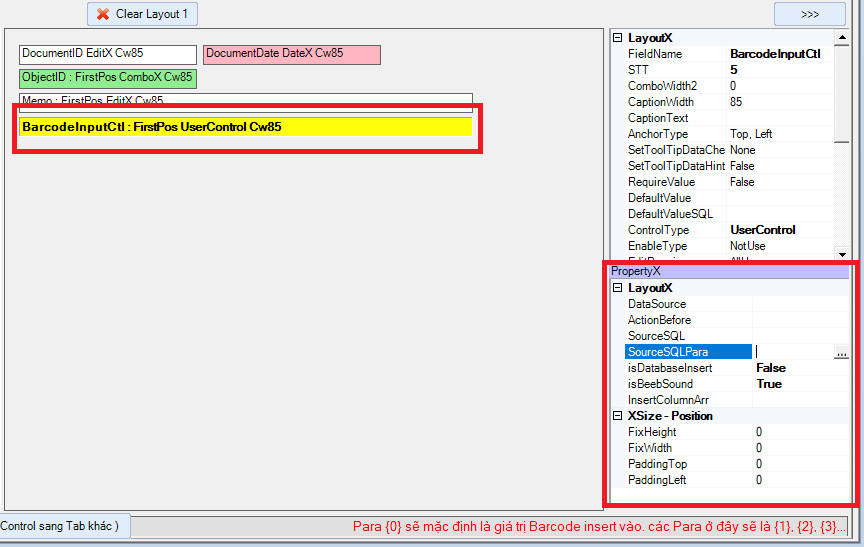 Clear Layout 1
>>>
DocumentID EditX Cw85
DocumentDate DateX Cw85
ObjectID : FirstPos ComboX Cw85
Memo : FirstPos EditX Cw85
BarcodeInputCtl : FirstPos UserControl Cw85
LayoutX
FieldName BarcodeInputCtl
STT 5
ComboWidth2 0
CaptionWidth 85
CaptionText
AnchorType Top, Left
SetToolTipDataChe None
SetToolTipDataHint False
RequireValue False
DefaultValue
DefaultValueSQL
ControlType UserControl
EnableType NotUse
PropertyX
LayoutX
DataSource
ActionBefore
SourceSQL
SourceSQLPara ...
isDatabaseInsert False
isBeebSound True
InsertColumnArr
XSize - Position
FixHeight 0
FixWidth 0
PaddingTop 0
PaddingLeft 0
Control sang Tab khác )
Para {0} sẽ mặc định là giá trị Barcode insert vào. các Para ở đây sẽ là {1}, {2}, {3}...